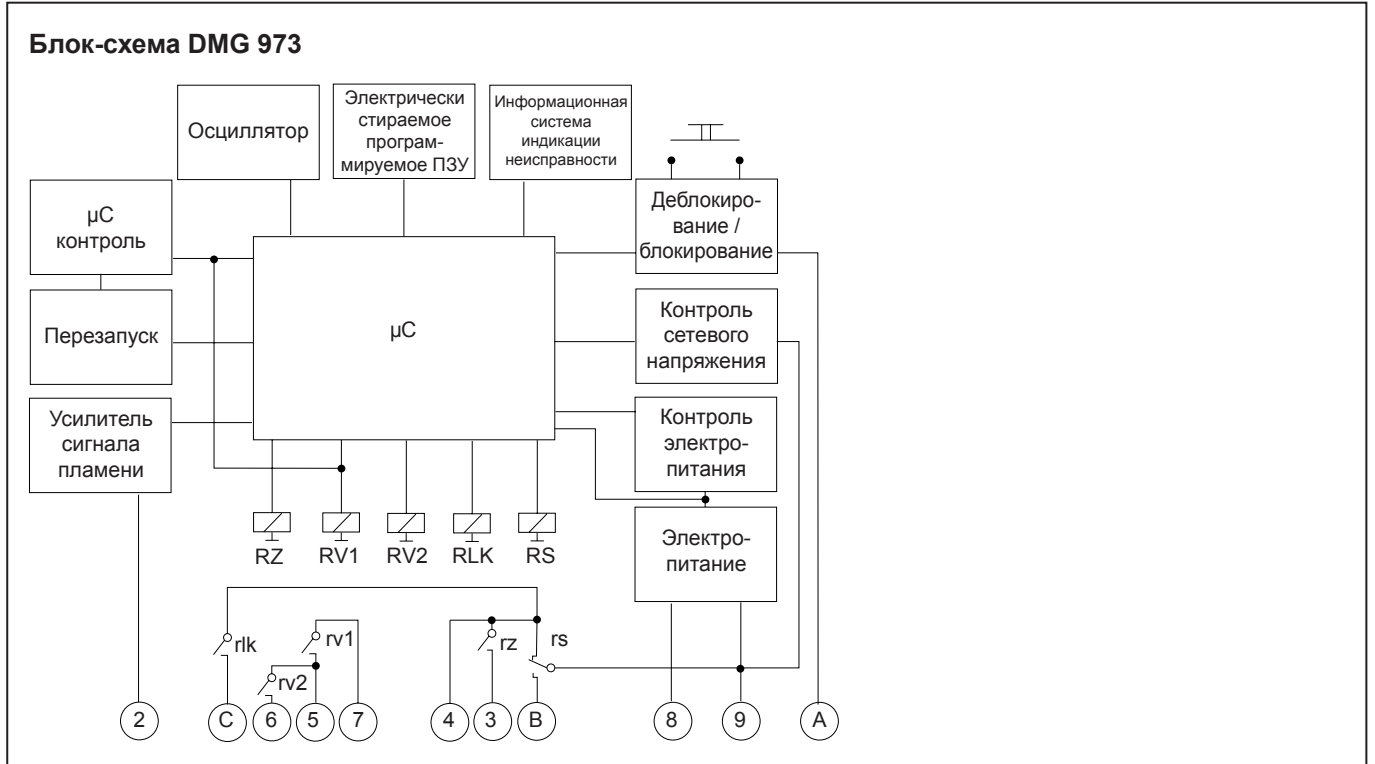 Блок-схема DMG 973
Осциллятор
Электрически
стираемое
програм-
мируемое ПЗУ
Информационная
система
индикации
неисправности
µC
контроль
Деблокиро-
вание /
блокирование
Перезапуск
µC
Контроль
сетевого
напряжения
Усилитель
сигнала
пламени
Контроль
электро-
питания
Электро-
питание
RZ RV1 RV2 RLK RS
rlk rv1 rz rs
rv2
2 C 6 5 7 4 3 B 8 9 A